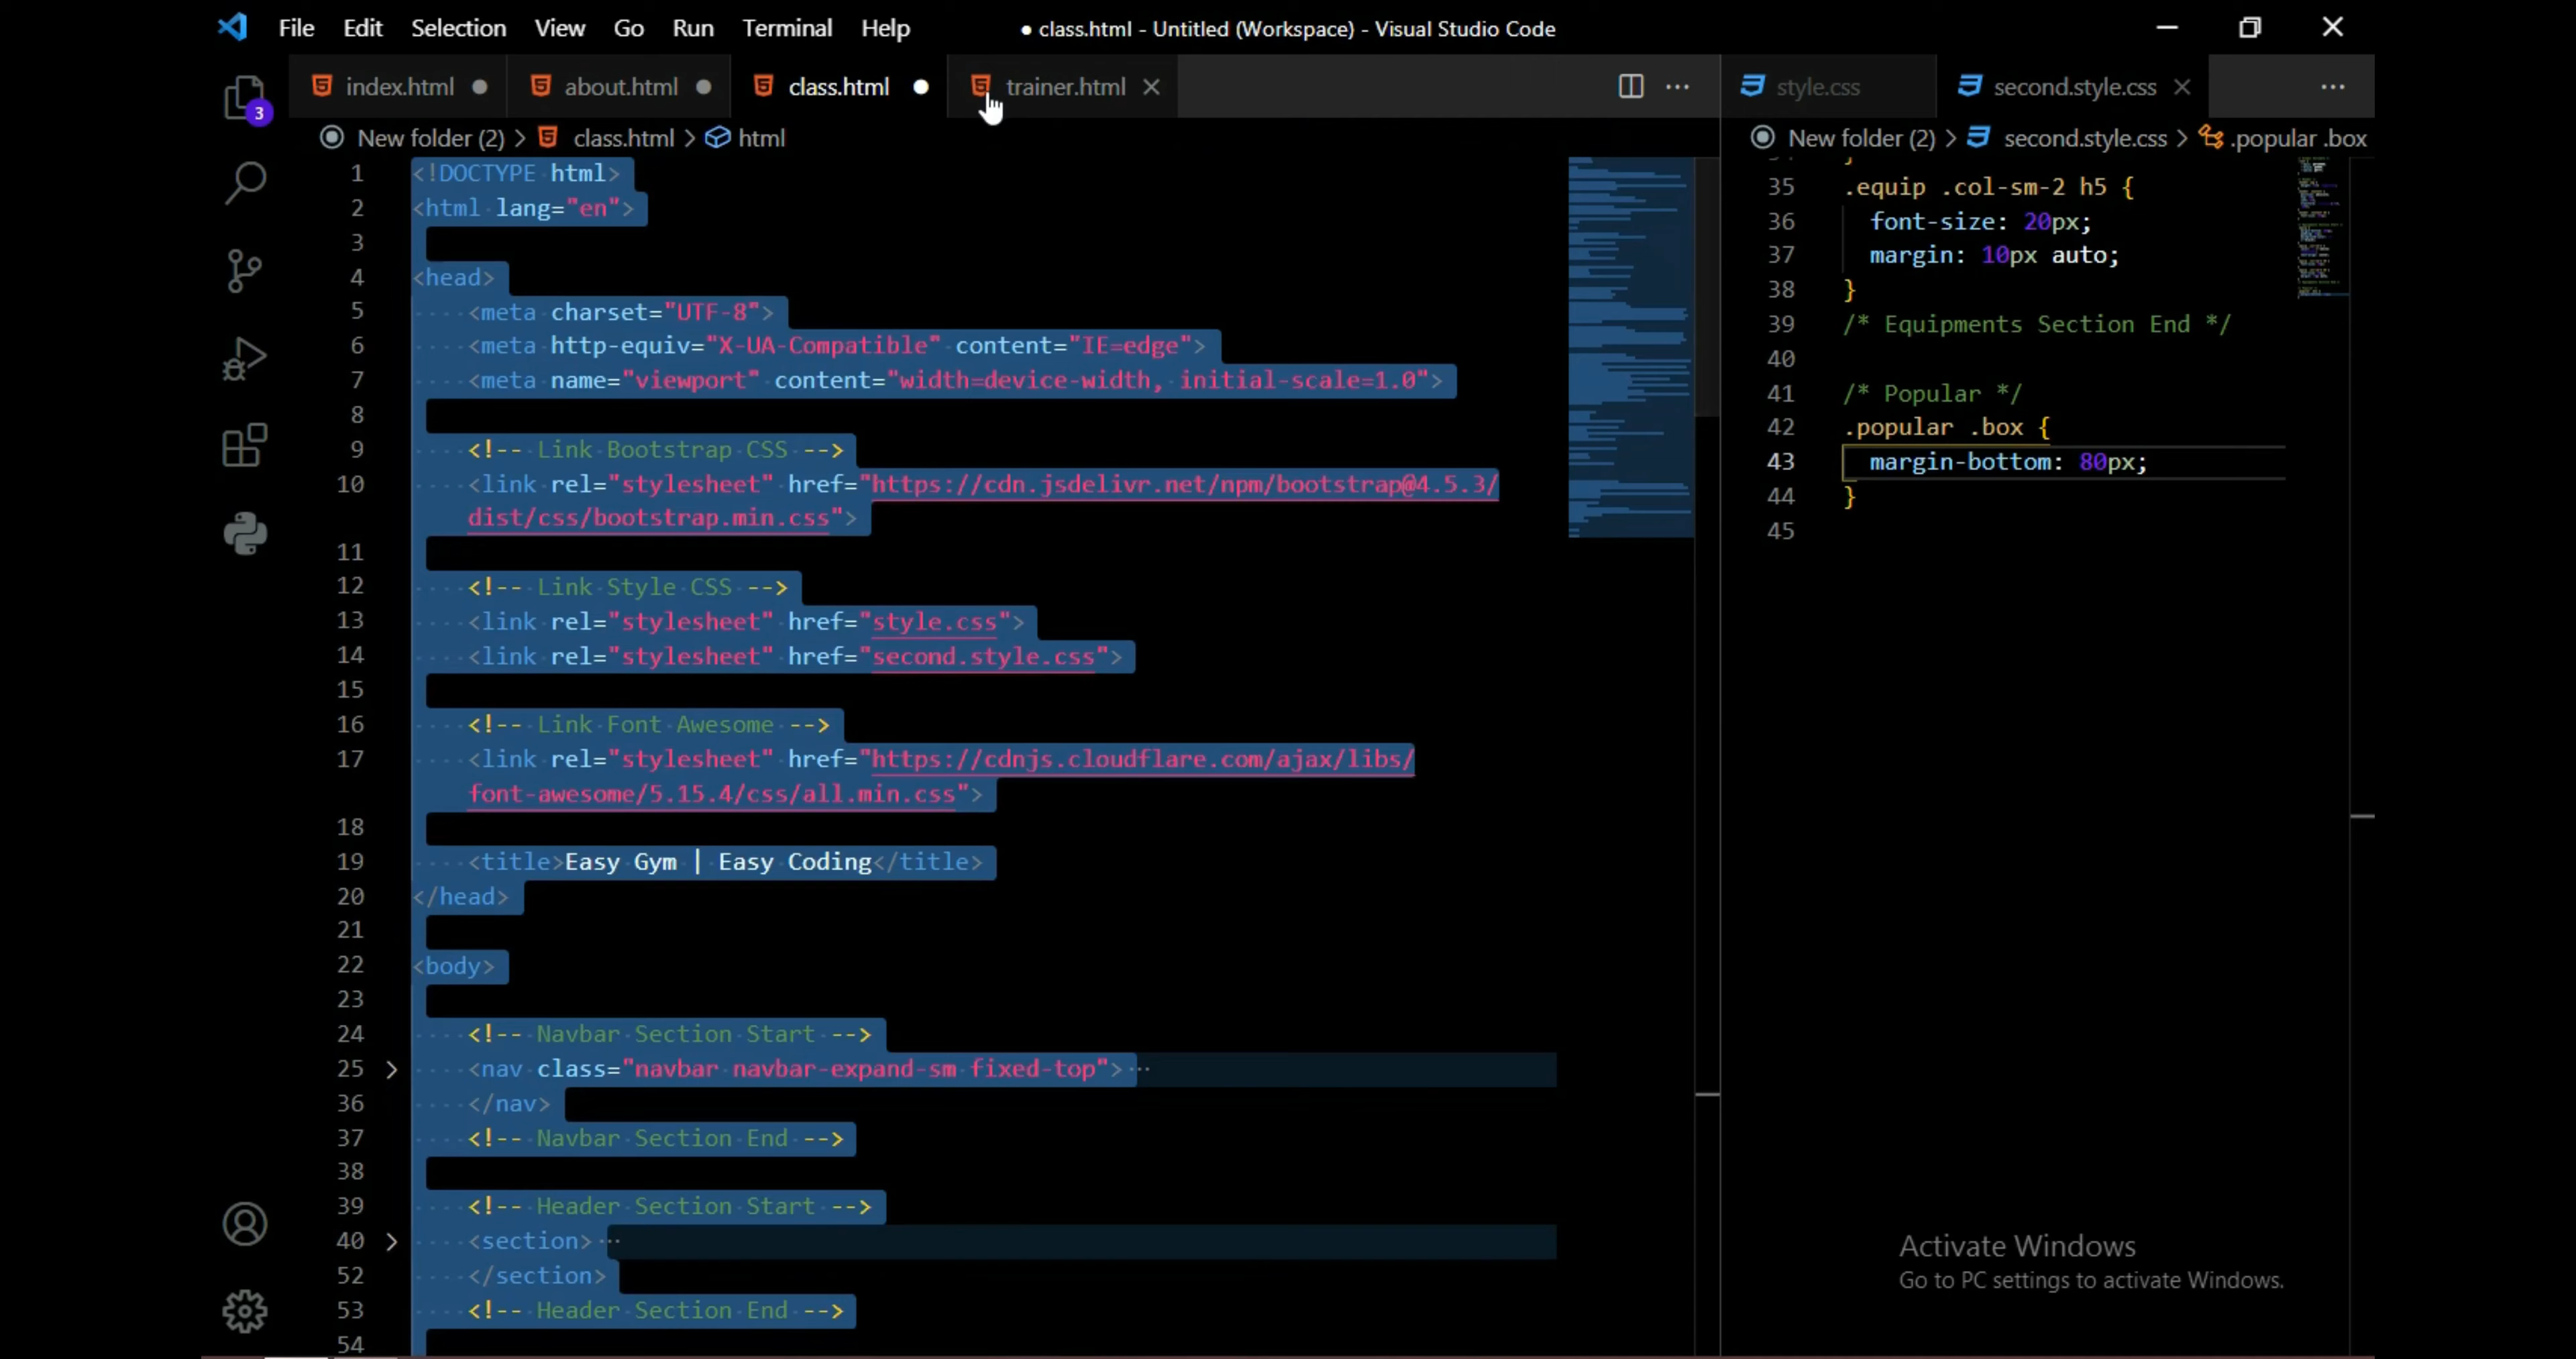 File Edit Selection View Go Run Terminal Help ● class.html - Untitled (Workspace) - Visual Studio Code
index.html about.html class.html trainer.html
style.css second.style.css
3
New folder (2) > class.html > html
New folder (2) > second.style.css > .popular .box
1 <!DOCTYPE html>
2 <html lang="en">
3
4 <head>
5 <meta charset="UTF-8">
6 <meta http-equiv="X-UA-Compatible" content="IE=edge">
7 <meta name="viewport" content="width=device-width, initial-scale=1.0">
8
9 <!-- Link Bootstrap CSS -->
10 <link rel="stylesheet" href="https://cdn.jsdelivr.net/npm/bootstrap@4.5.3/
dist/css/bootstrap.min.css">
11
12 <!-- Link Style CSS -->
13 <link rel="stylesheet" href="style.css">
14 <link rel="stylesheet" href="second.style.css">
15
16 <!-- Link Font Awesome -->
17 <link rel="stylesheet" href="https://cdnjs.cloudflare.com/ajax/libs/
font-awesome/5.15.4/css/all.min.css">
18
19 <title>Easy Gym | Easy Coding</title>
20 </head>
21
22 <body>
23
24 <!-- Navbar Section Start -->
25 <nav class="navbar navbar-expand-sm fixed-top">…
36 </nav>
37 <!-- Navbar Section End -->
38
39 <!-- Header Section Start -->
40 <section>…
52 </section>
53 <!-- Header Section End -->
54
}
35 .equip .col-sm-2 h5 {
36 font-size: 20px;
37 margin: 10px auto;
38 }
39 /* Equipments Section End */
40
41 /* Popular */
42 .popular .box {
43 margin-bottom: 80px;
44 }
45
Activate Windows
Go to PC settings to activate Windows.